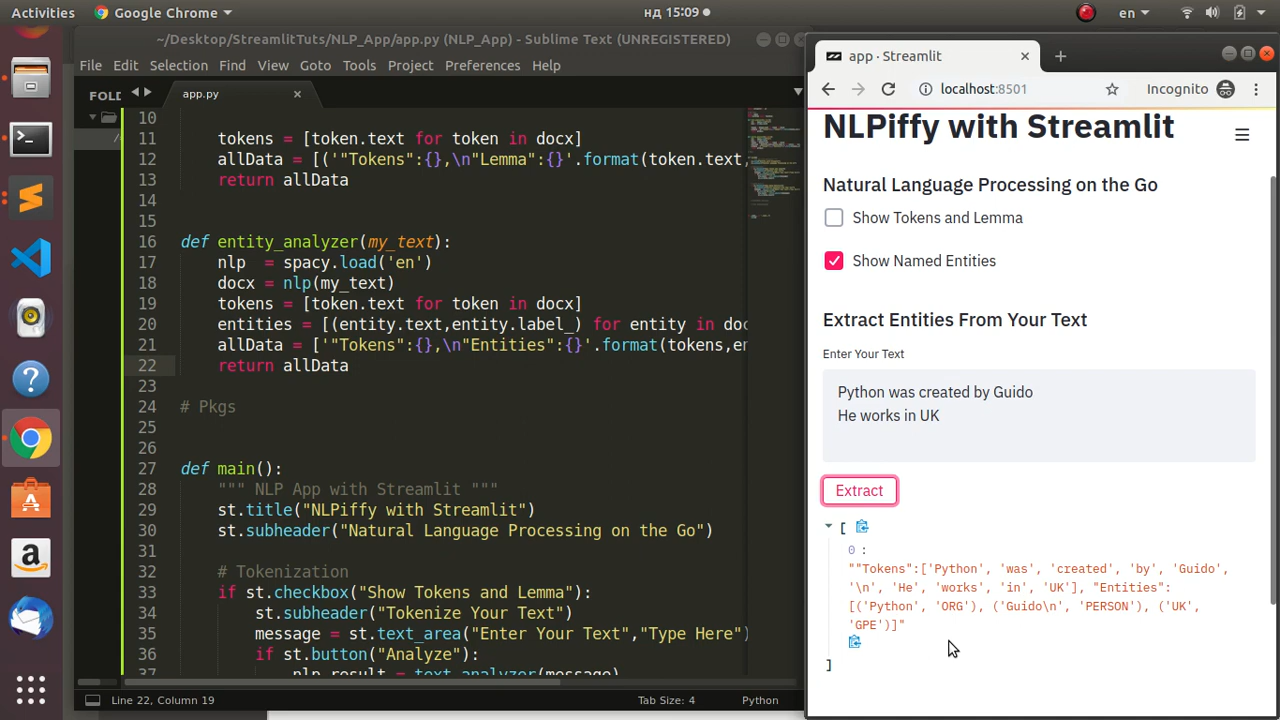 Activities Google Chrome нд 15:09 en
~/Desktop/StreamlitTuts/NLP_App/app.py (NLP_App) - Sublime Text (UNREGISTERED)
File Edit Selection Find View Goto Tools Project Preferences Help
FOLD
app.py
10
11 tokens = [token.text for token in docx]
12 allData = [('"Tokens":{},\n"Lemma":{}'.format(token.text,
13 return allData
14
15
16 def entity_analyzer(my_text):
17 nlp = spacy.load('en')
18 docx = nlp(my_text)
19 tokens = [token.text for token in docx]
20 entities = [(entity.text,entity.label_) for entity in doc
21 allData = ['"Tokens":{},\n"Entities":{}'.format(tokens,en
22 return allData
23
24 # Pkgs
25
26
27 def main():
28 """ NLP App with Streamlit """
29 st.title("NLPiffy with Streamlit")
30 st.subheader("Natural Language Processing on the Go")
31
32 # Tokenization
33 if st.checkbox("Show Tokens and Lemma"):
34 st.subheader("Tokenize Your Text")
35 message = st.text_area("Enter Your Text","Type Here")
36 if st.button("Analyze"):
37 nlp_result = text_analyzer(message)
Line 22, Column 19 Tab Size: 4 Python
app · Streamlit
localhost:8501 Incognito
NLPiffy with Streamlit
Natural Language Processing on the Go
Show Tokens and Lemma
Show Named Entities
Extract Entities From Your Text
Enter Your Text
Python was created by Guido
He works in UK
Extract
[
0 :
""Tokens":['Python', 'was', 'created', 'by', 'Guido',
'\n', 'He', 'works', 'in', 'UK'], "Entities":
[('Python', 'ORG'), ('Guido\n', 'PERSON'), ('UK',
'GPE')]"
]